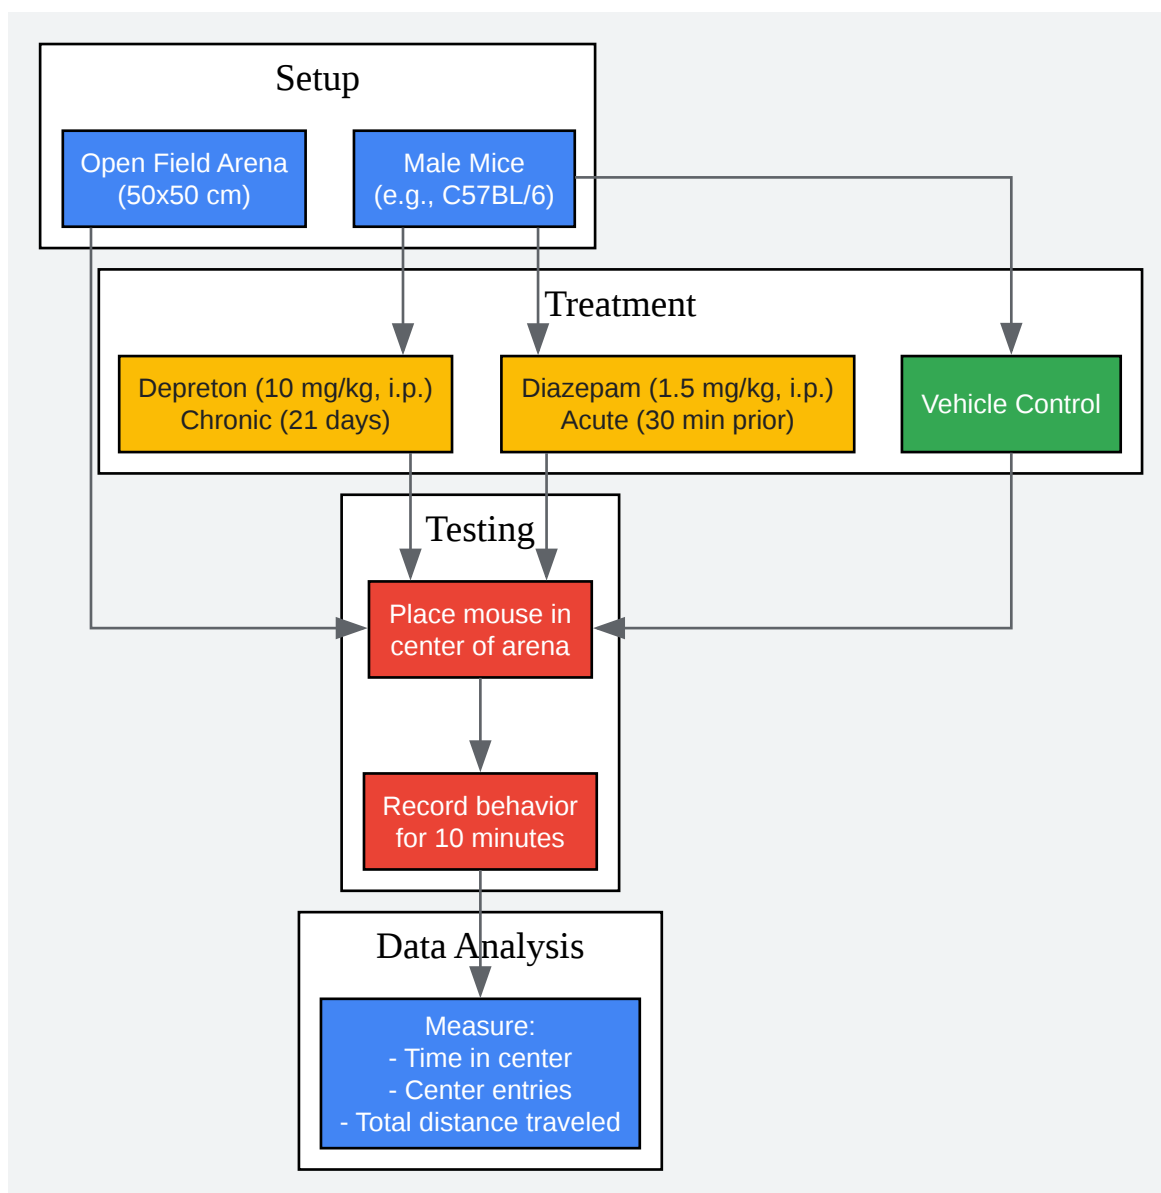 Setup
Open Field Arena
(50x50 cm)
Male Mice
(e.g., C57BL/6)
Treatment
Depreton (10 mg/kg, i.p.)
Chronic (21 days)
Diazepam (1.5 mg/kg, i.p.)
Acute (30 min prior)
Vehicle Control
Testing
Place mouse in
center of arena
Record behavior
for 10 minutes
Data Analysis
Measure:
- Time in center
- Center entries
- Total distance traveled